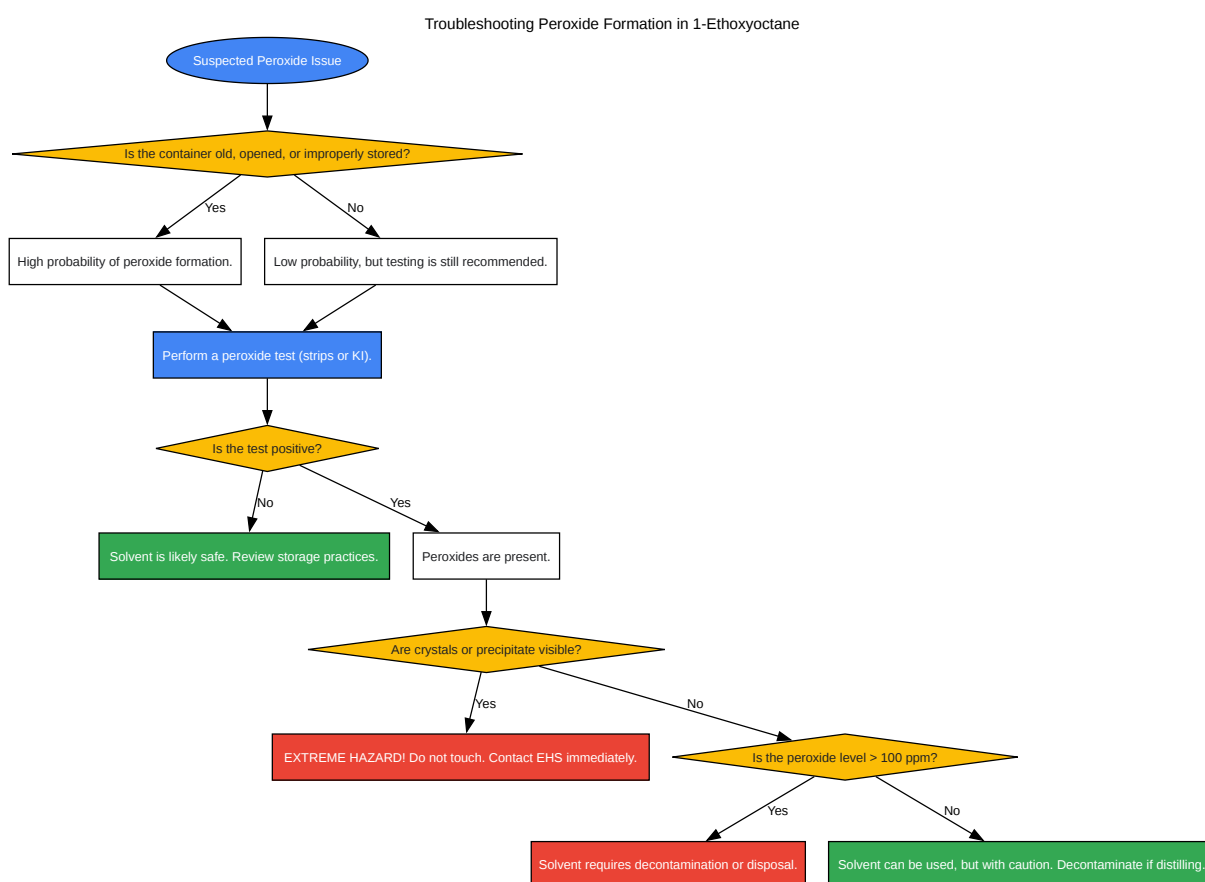 Troubleshooting Peroxide Formation in 1-Ethoxyoctane
Suspected Peroxide Issue
Is the container old, opened, or improperly stored?
Yes
No
High probability of peroxide formation.
Low probability, but testing is still recommended.
Perform a peroxide test (strips or KI).
Is the test positive?
No
Yes
Solvent is likely safe. Review storage practices.
Peroxides are present.
Are crystals or precipitate visible?
Yes
No
EXTREME HAZARD! Do not touch. Contact EHS immediately.
Is the peroxide level > 100 ppm?
Yes
No
Solvent requires decontamination or disposal.
Solvent can be used, but with caution. Decontaminate if distilling.